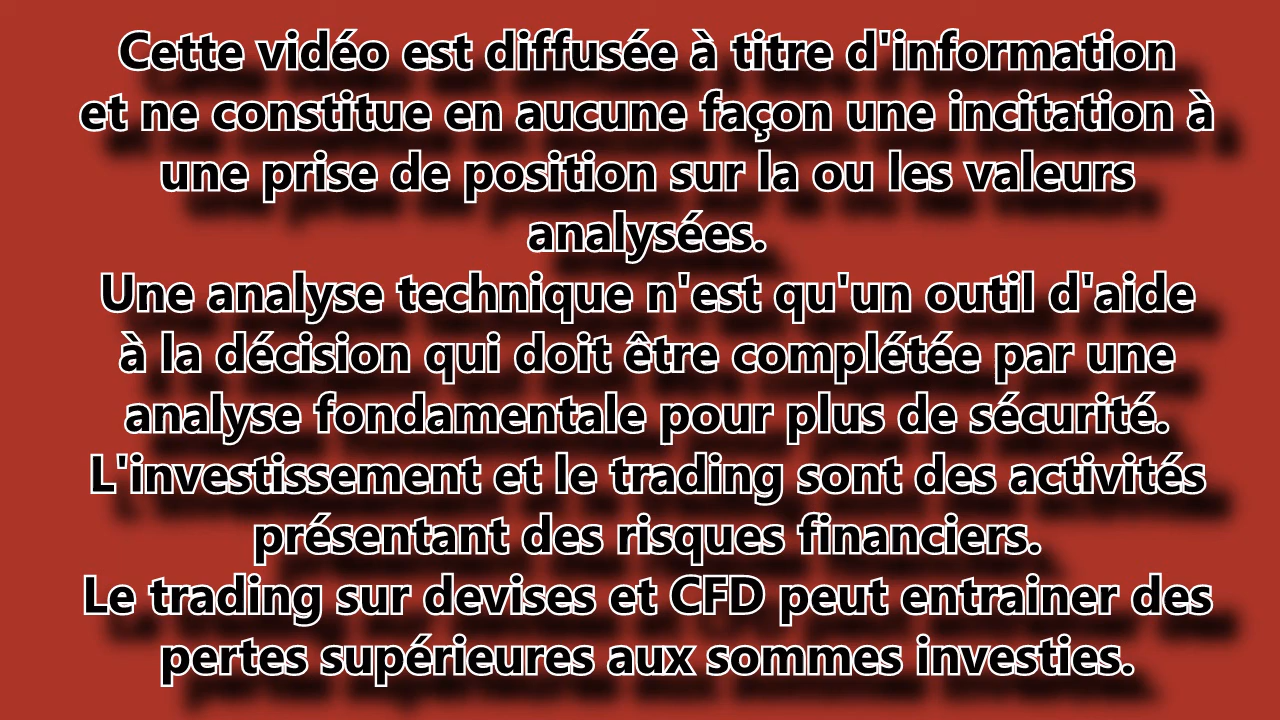 Cette vidéo est diffusée à titre d'information
et ne constitue en aucune façon une incitation à
une prise de position sur la ou les valeurs
analysées.
Une analyse technique n'est qu'un outil d'aide
à la décision qui doit être complétée par une
analyse fondamentale pour plus de sécurité.
L'investissement et le trading sont des activités
présentant des risques financiers.
Le trading sur devises et CFD peut entrainer des
pertes supérieures aux sommes investies.